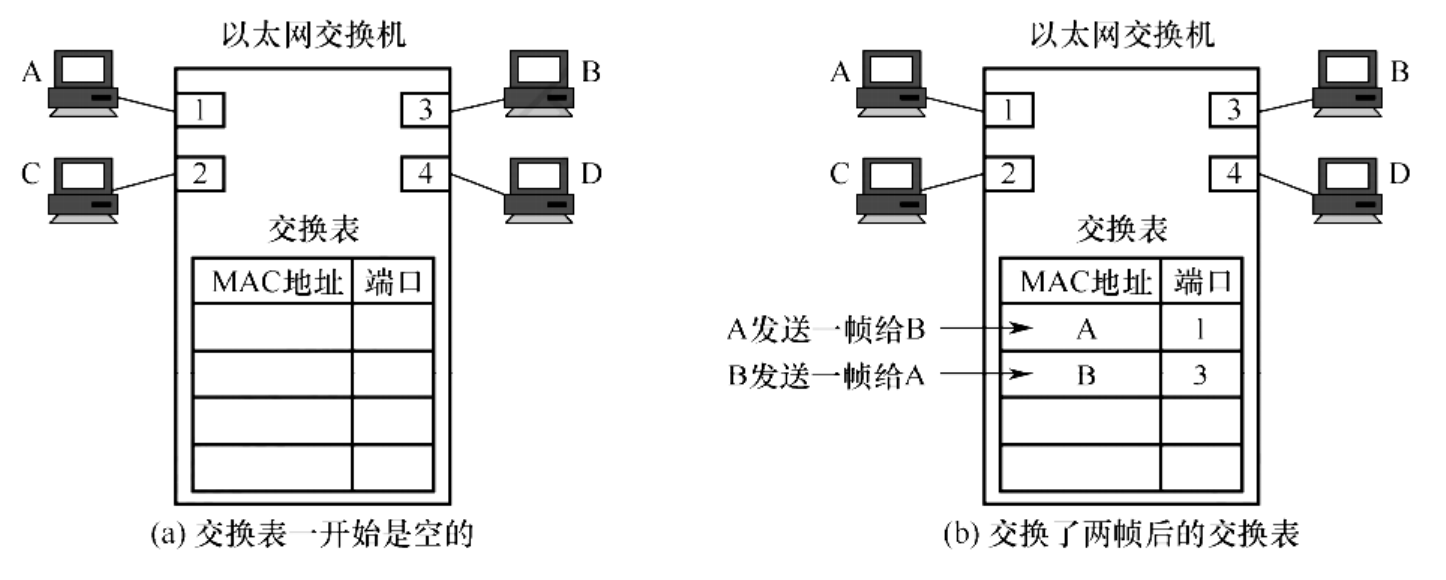 以太网交换机
A
B
1
3
C
D
2
4
交换表
MAC地址 端口
(a) 交换表一开始是空的
以太网交换机
A
B
1
3
C
D
2
4
交换表
MAC地址 端口
A发送一帧给B A 1
B发送一帧给A B 3
(b) 交换了两帧后的交换表